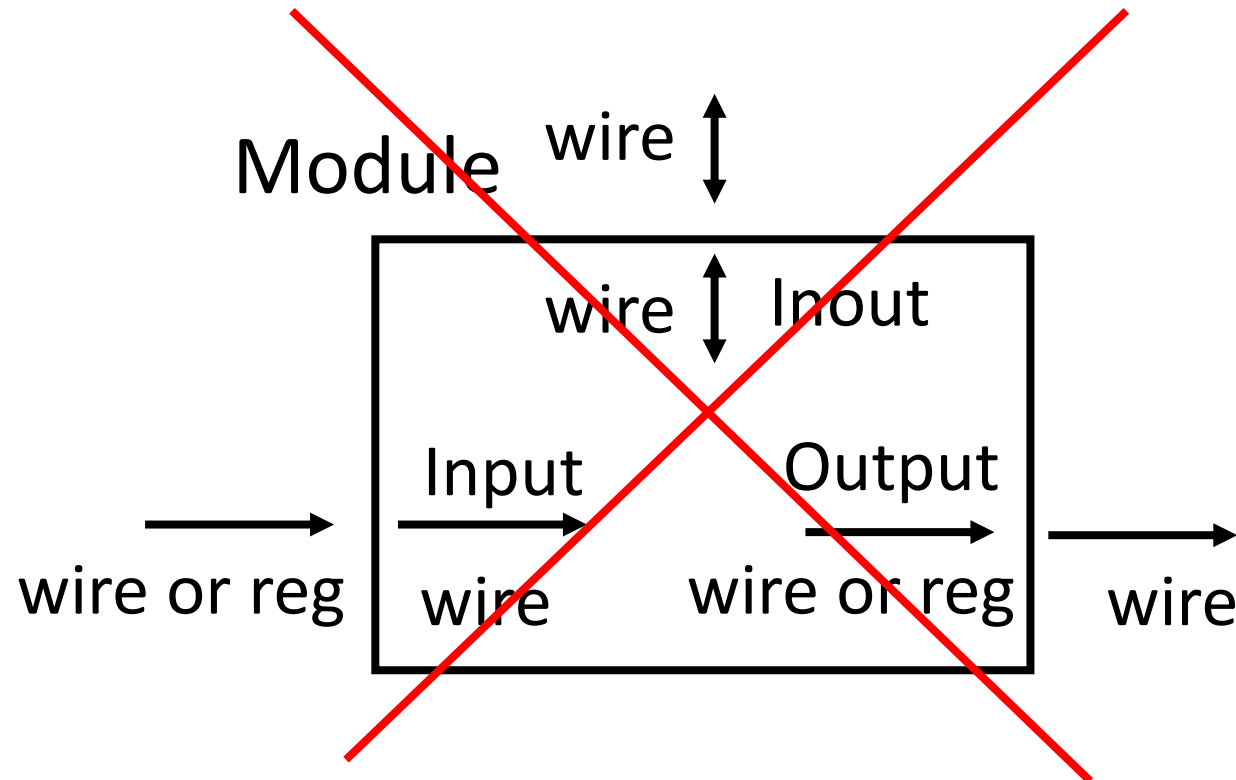 wire
Module
wire
Inout
Input
Output
wire or reg
wire
wire or reg
wire